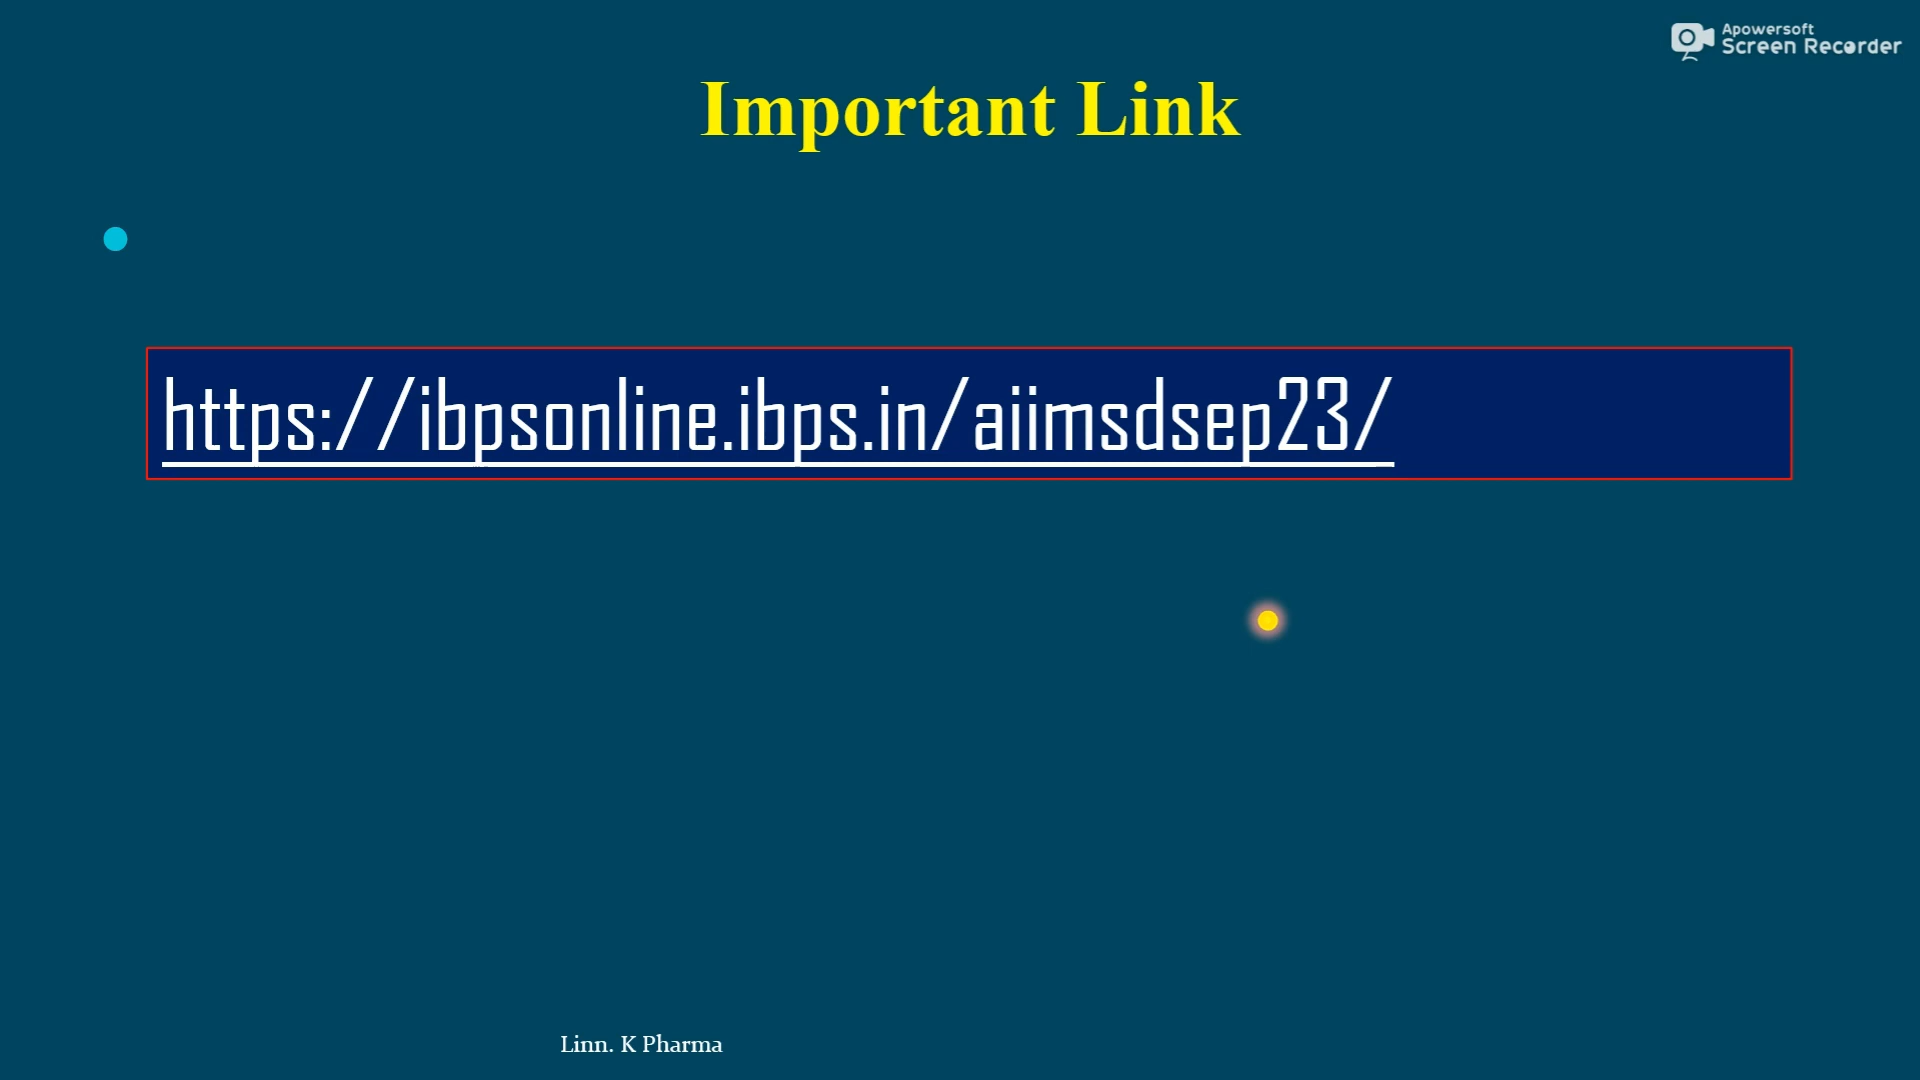 Apowersoft
Screen Recorder
Important Link
https://ibpsonline.ibps.in/aiimsdsep23/
Linn. K Pharma